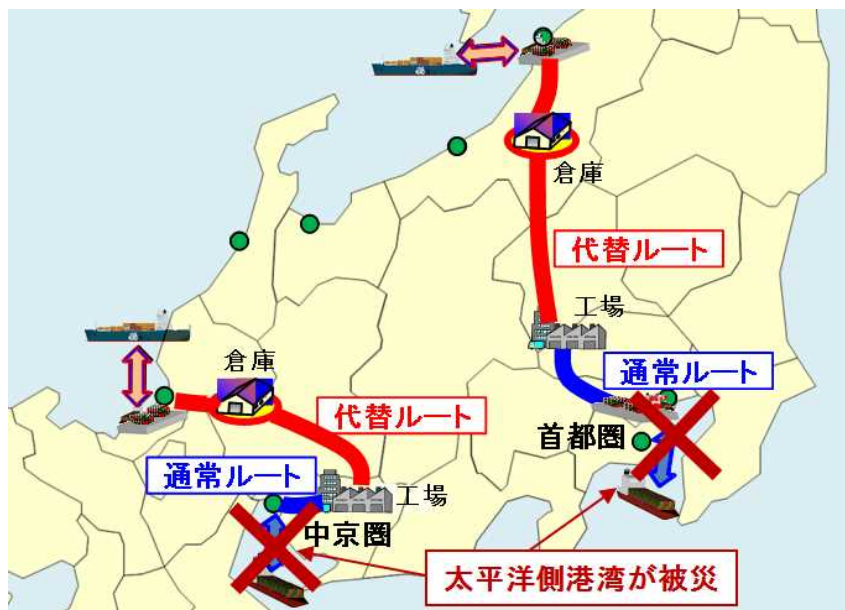 倉庫
代替ルート
工場
通常ルート
首都圏
倉庫
代替ルート
通常ルート
工場
中京圏
太平洋側港湾が被災